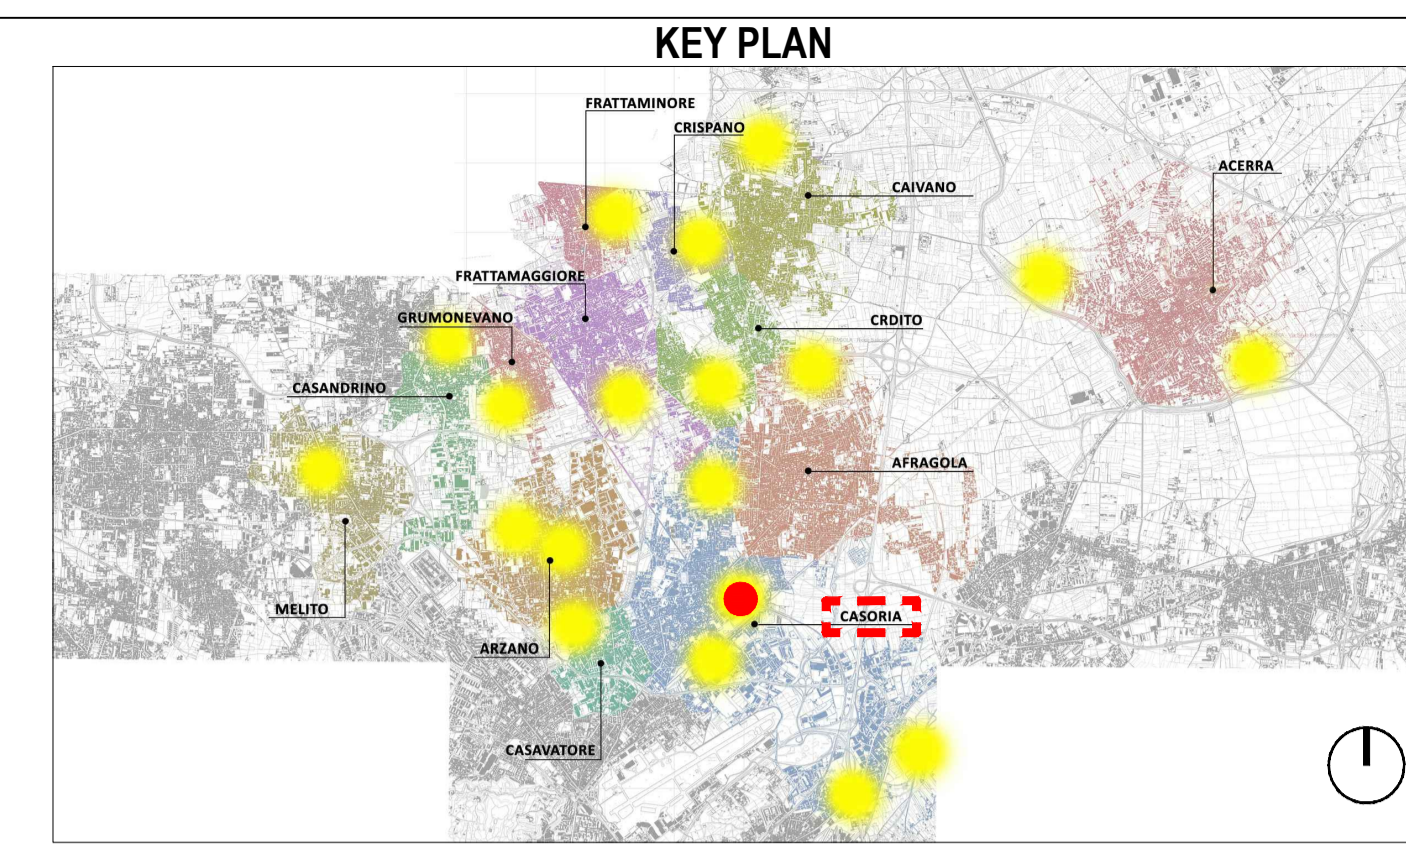 KEY PLAN
FRATTAMINORE
CRISPANO
ACERRA
CAIVANO
FRATTAMAGGIORE
GRUMONEVANO
CRDITO
CASANDRINO
AFRAGOLA
MELITO
CASORIA
ARZANO
CASAVATORE